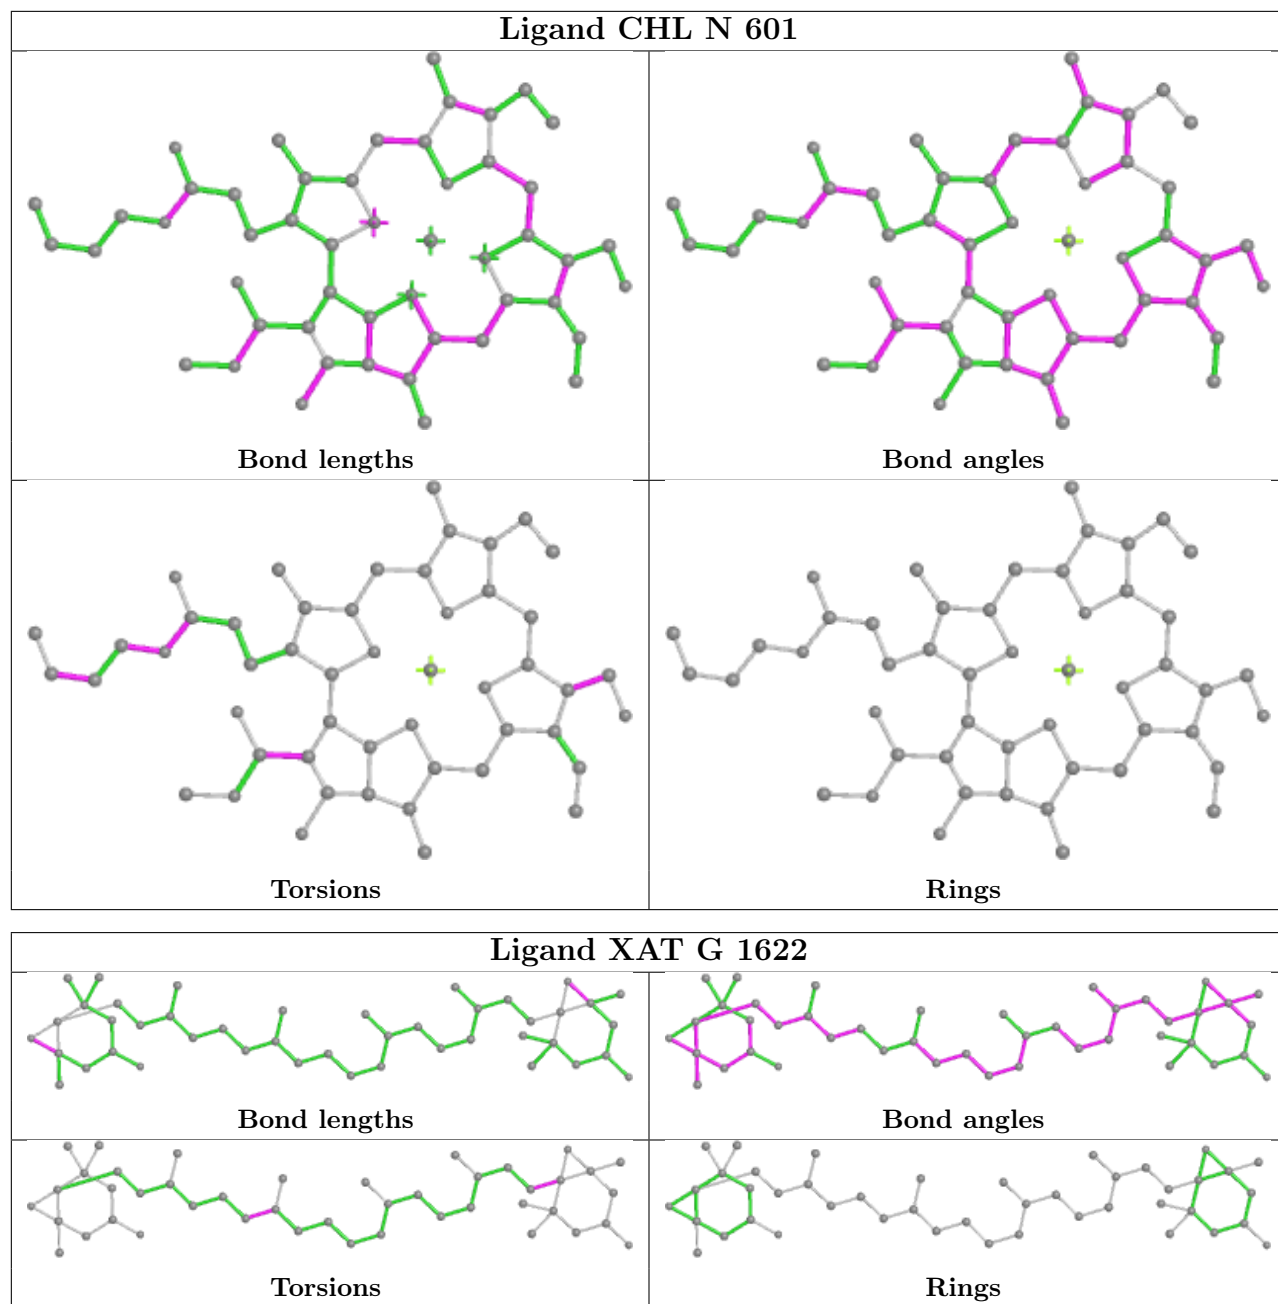 Ligand CHL N 601
Bond lengths
Bond angles
Torsions
Rings
Ligand XAT G 1622
Bond lengths
Bond angles
Torsions
Rings